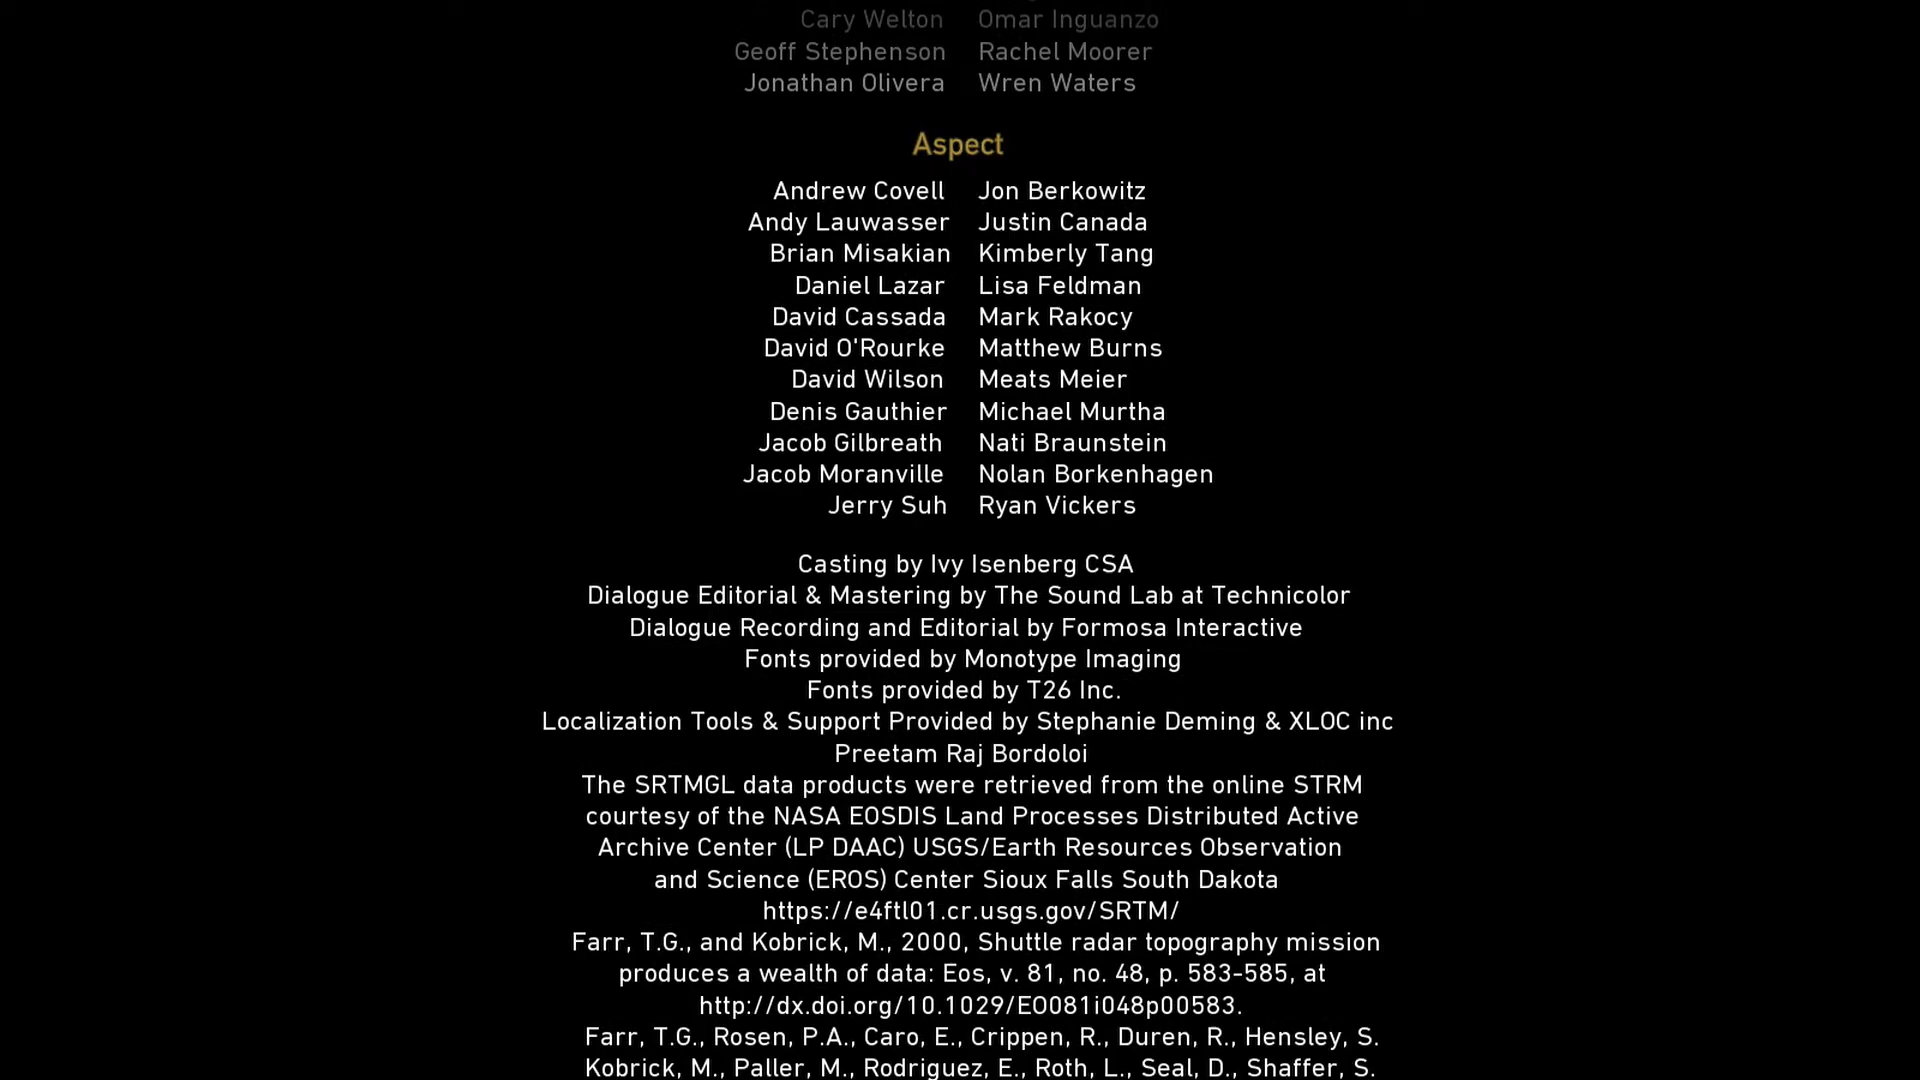 Cary Welton Omar Inguanzo
Geoff Stephenson Rachel Moorer
Jonathan Olivera Wren Waters
Aspect
Andrew Covell Jon Berkowitz
Andy Lauwasser Justin Canada
Brian Misakian Kimberly Tang
Daniel Lazar Lisa Feldman
David Cassada Mark Rakocy
David O'Rourke Matthew Burns
David Wilson Meats Meier
Denis Gauthier Michael Murtha
Jacob Gilbreath Nati Braunstein
Jacob Moranville Nolan Borkenhagen
Jerry Suh Ryan Vickers
Casting by Ivy Isenberg CSA
Dialogue Editorial & Mastering by The Sound Lab at Technicolor
Dialogue Recording and Editorial by Formosa Interactive
Fonts provided by Monotype Imaging
Fonts provided by T26 Inc.
Localization Tools & Support Provided by Stephanie Deming & XLOC inc
Preetam Raj Bordoloi
The SRTMGL data products were retrieved from the online STRM
courtesy of the NASA EOSDIS Land Processes Distributed Active
Archive Center (LP DAAC) USGS/Earth Resources Observation
and Science (EROS) Center Sioux Falls South Dakota
https://e4ftl01.cr.usgs.gov/SRTM/
Farr, T.G., and Kobrick, M., 2000, Shuttle radar topography mission
produces a wealth of data: Eos, v. 81, no. 48, p. 583-585, at
http://dx.doi.org/10.1029/EO081i048p00583.
Farr, T.G., Rosen, P.A., Caro, E., Crippen, R., Duren, R., Hensley, S.
Kobrick, M., Paller, M., Rodriguez, E., Roth, L., Seal, D., Shaffer, S.